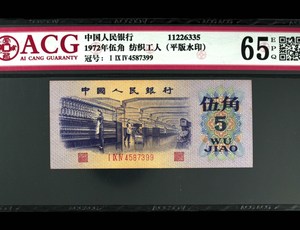 ACG
AI CANG GUARANTEE
中国人民银行 11226335
1972年伍角 纺织工人（平版水印）
冠号： I IX IV 4587399
65 EPQ
中国人民银行
伍角
5
WU
JIAO
I IX IV 4587399